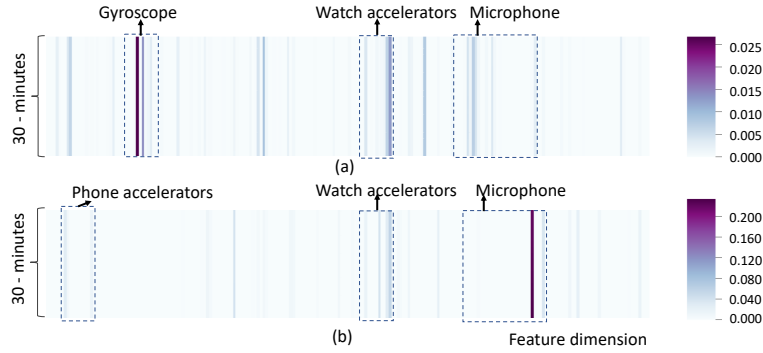 Gyroscope
Watch accelerators
Microphone
30 - minutes
0.025
0.020
0.015
0.010
0.005
0.000
(a)
Phone accelerators
Watch accelerators
Microphone
30 - minutes
0.200
0.160
0.120
0.080
0.040
0.000
(b)
Feature dimension